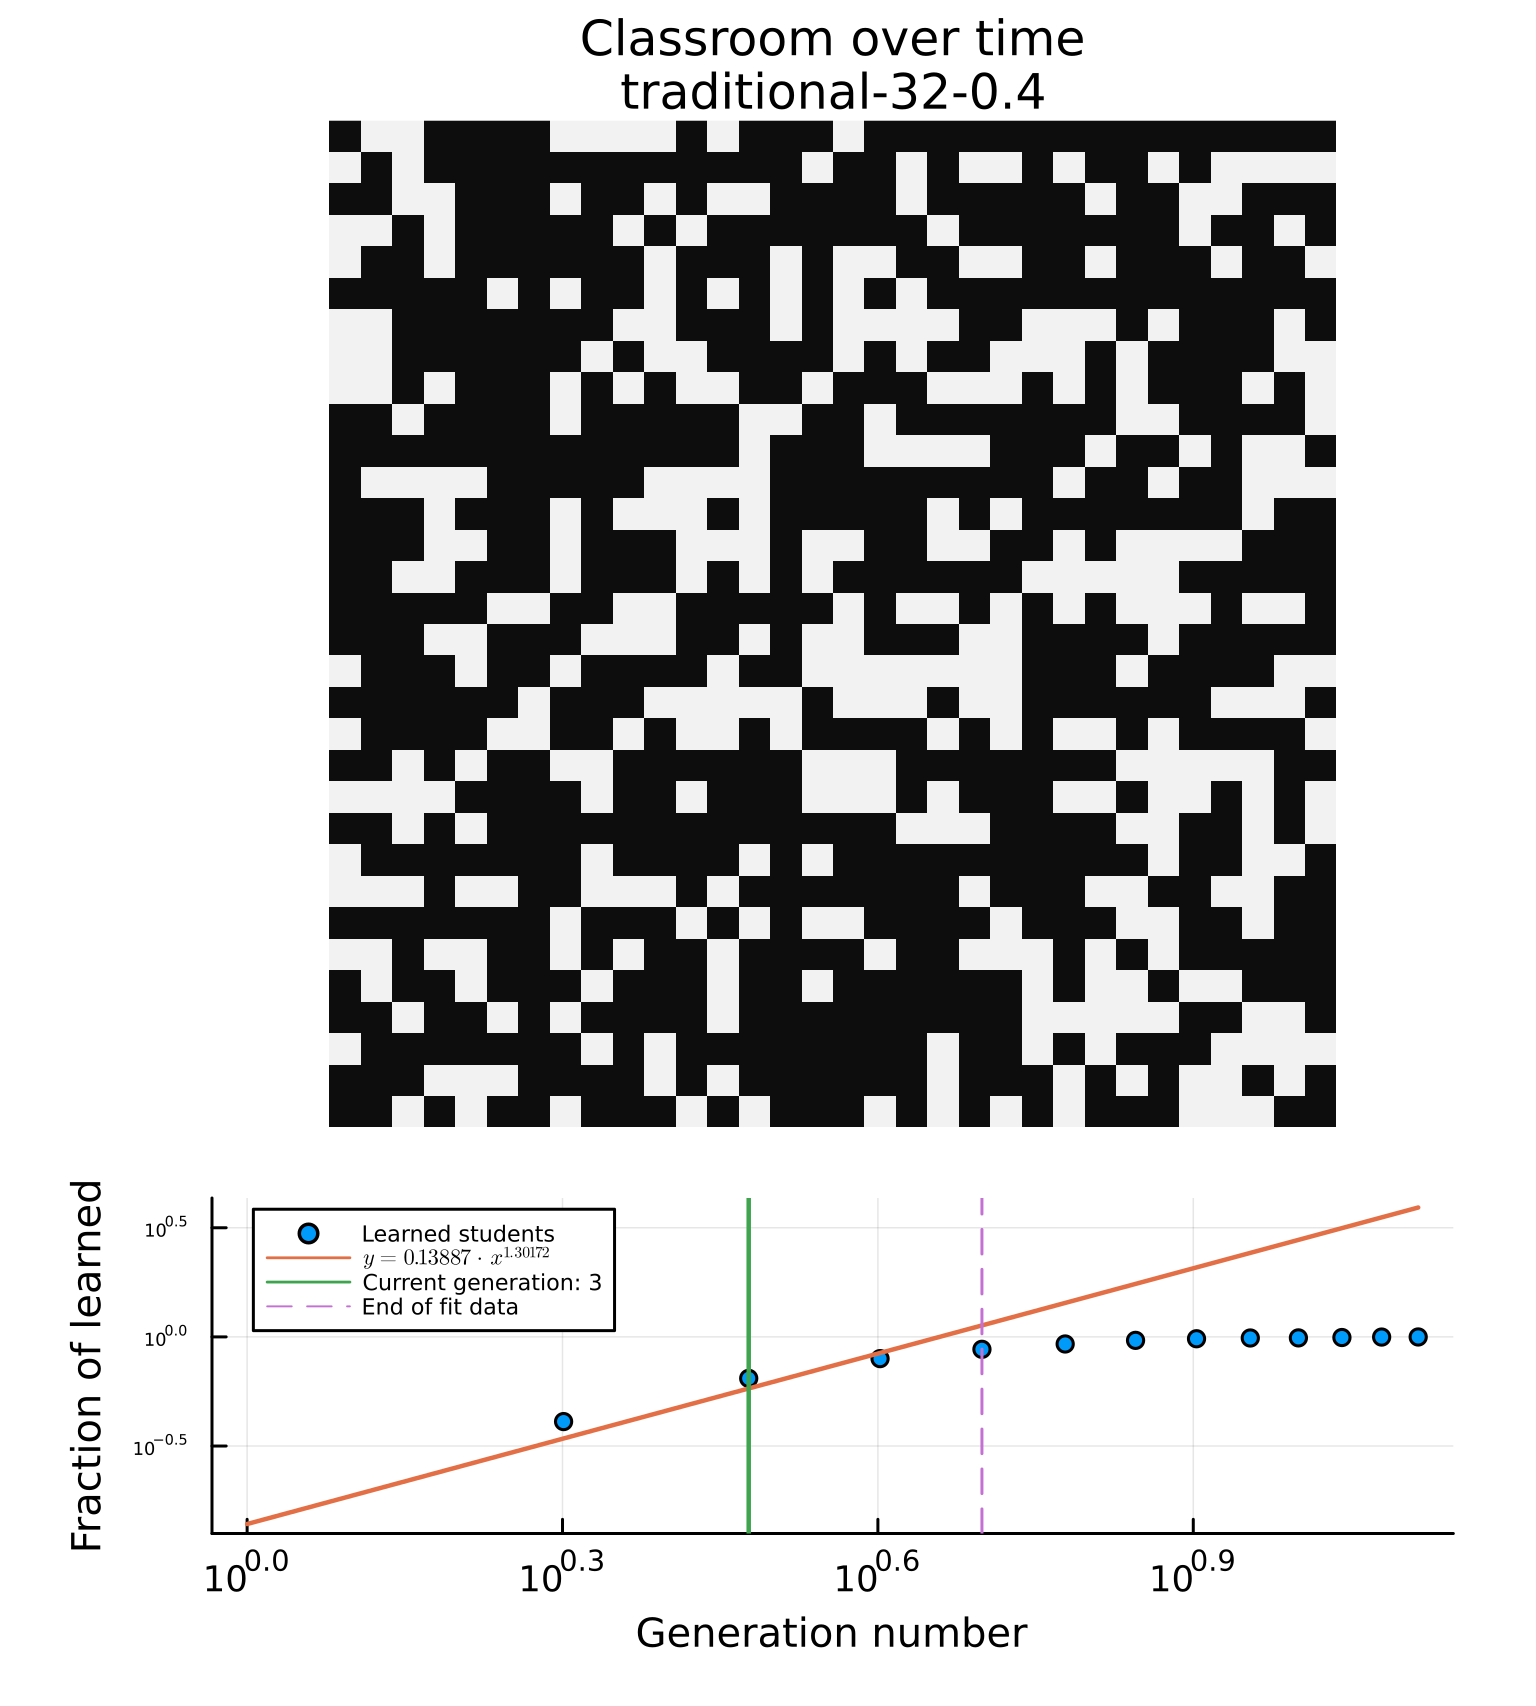 Classroom over time
traditional-32-0.4
Fraction of learned
10^0.5
10^0.0
10^−0.5
Learned students
y = 0.13887 · x^1.30172
Current generation: 3
End of fit data
10^0.0 10^0.3 10^0.6 10^0.9
Generation number